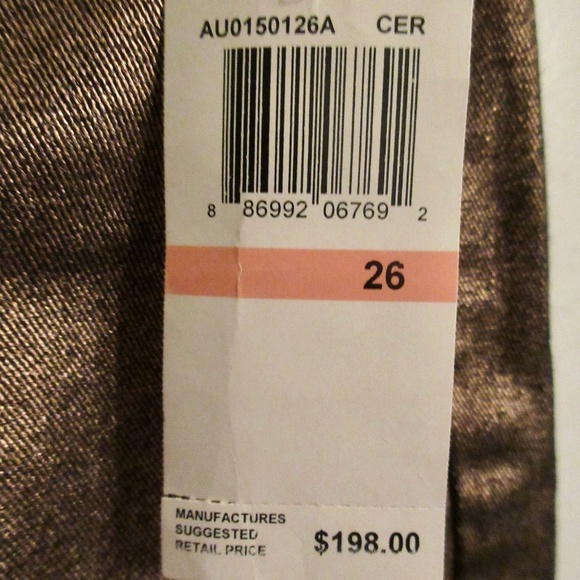 AU0150126A CER
8 86992 06769 2
26
MANUFACTURES
SUGGESTED
RETAIL PRICE
$198.00